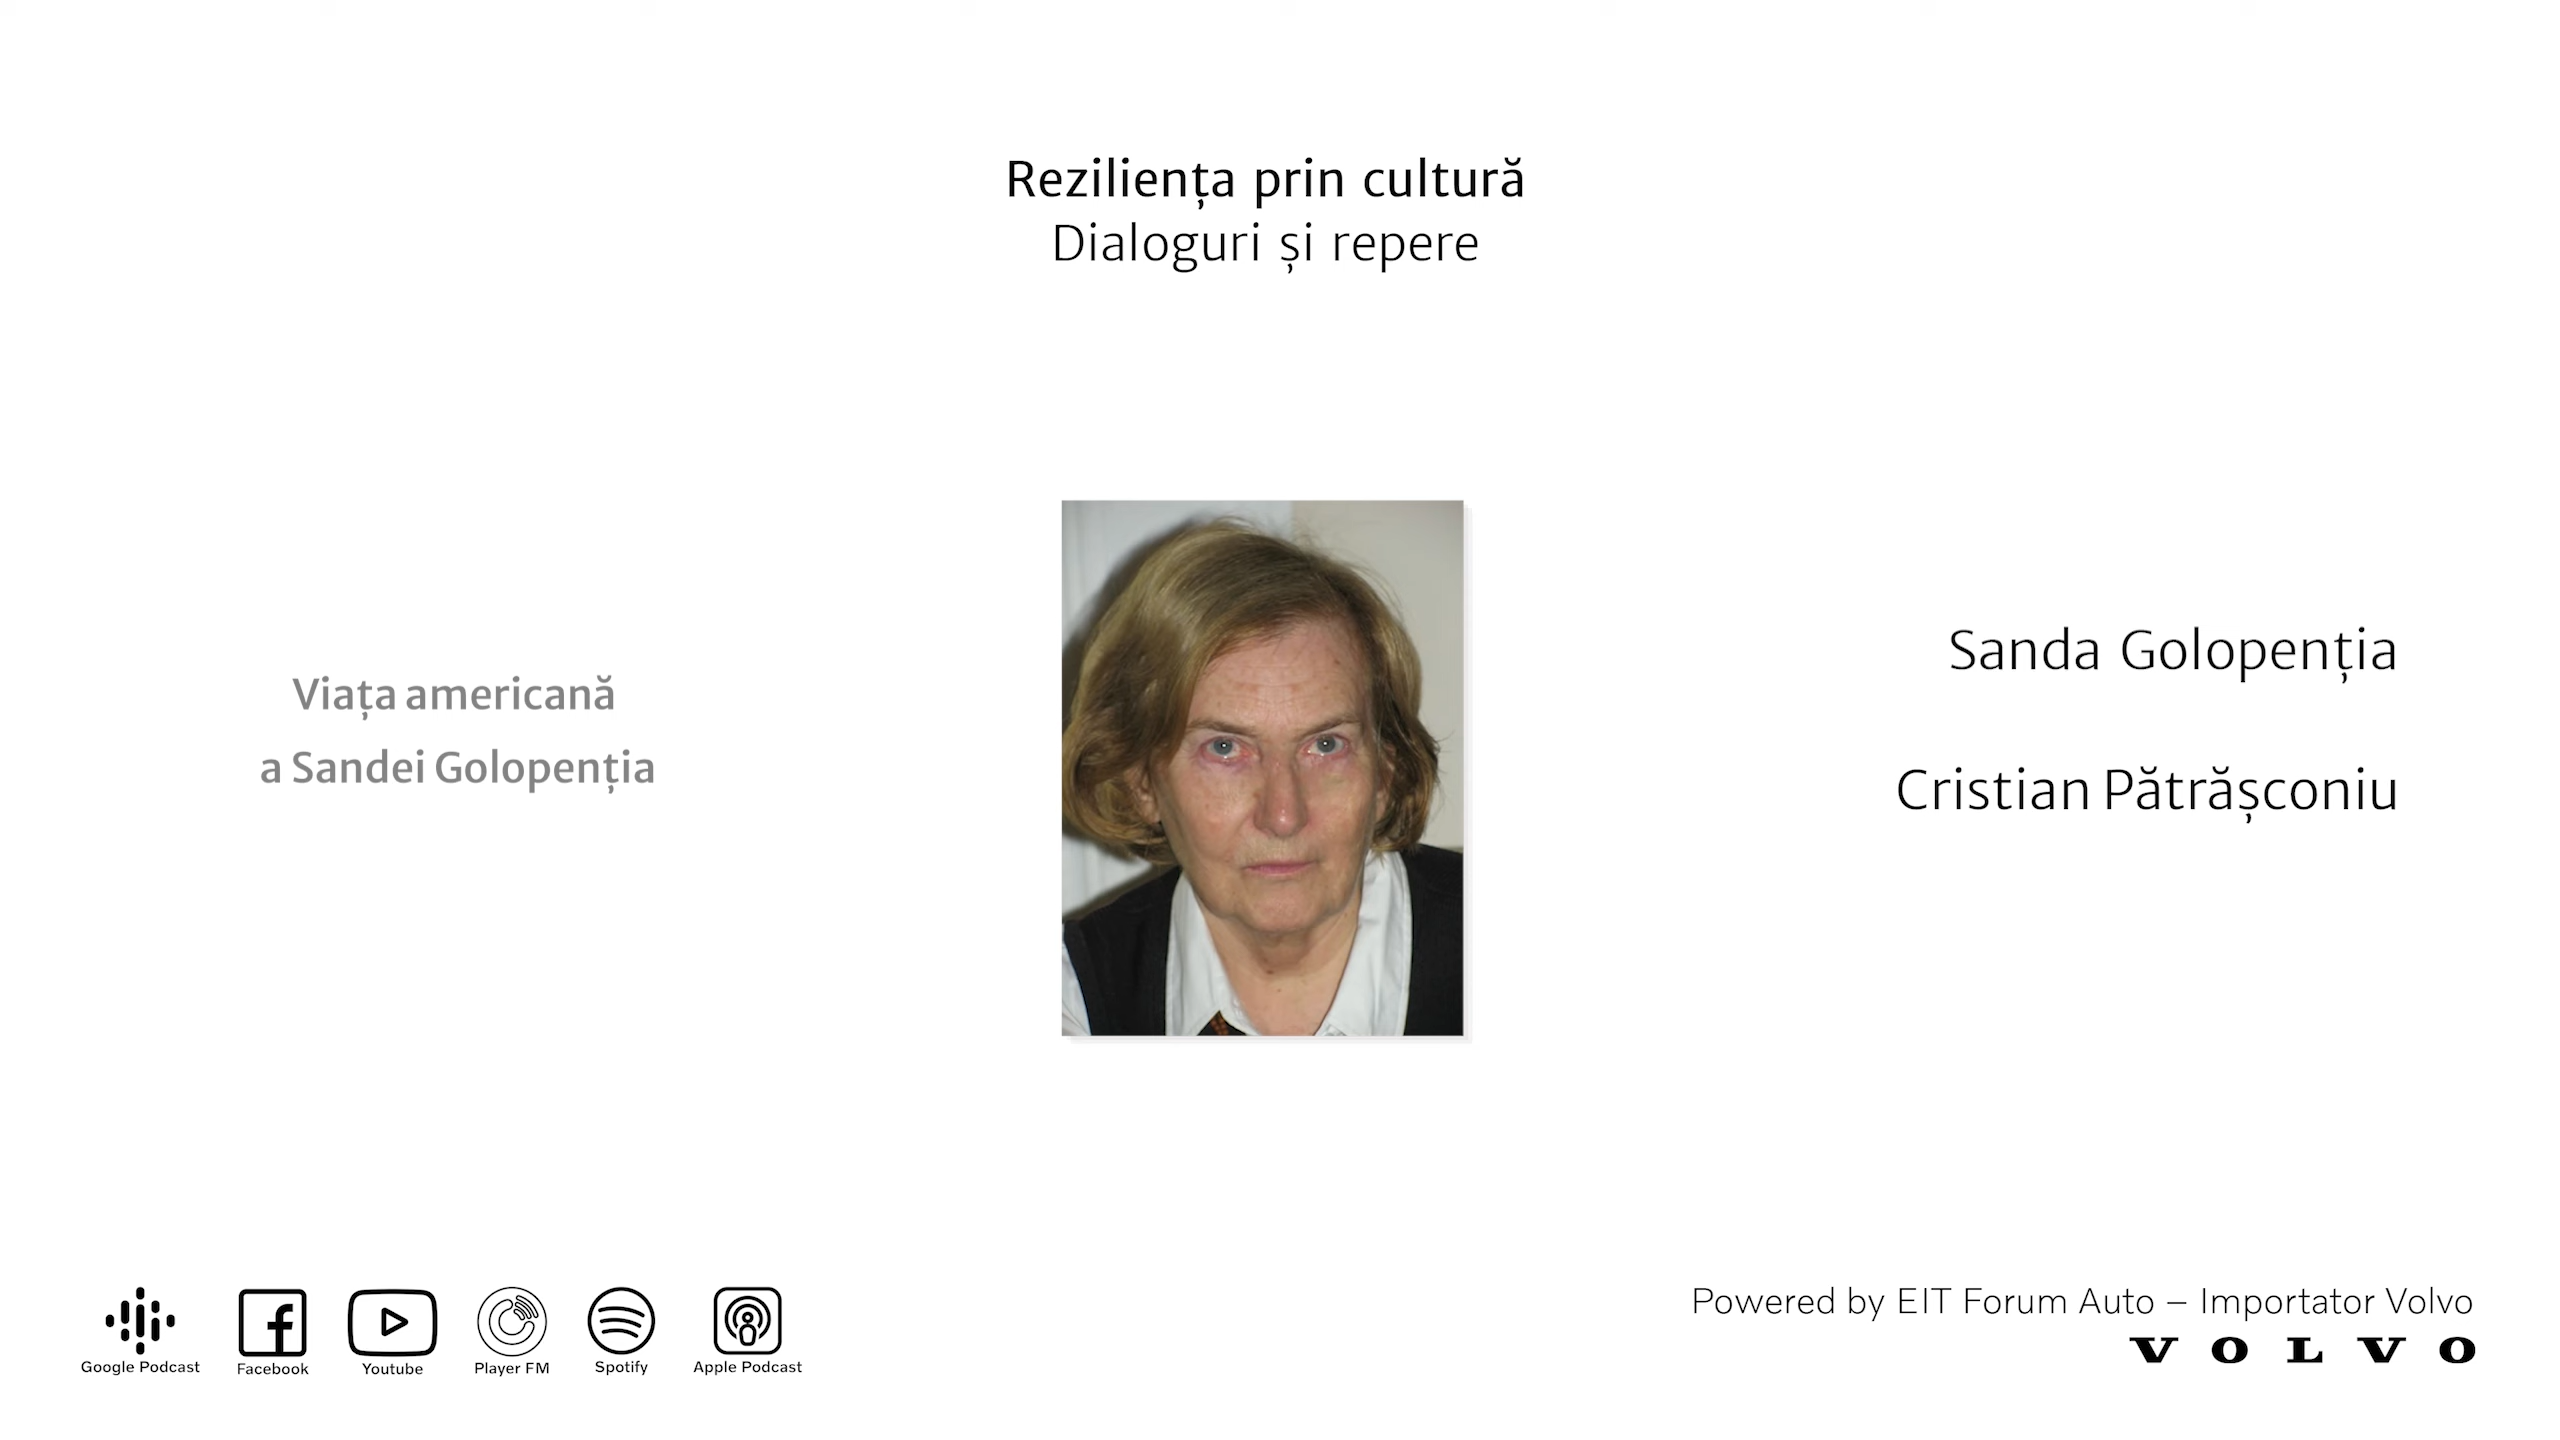 Reziliența prin cultură
Dialoguri și repere
Viața americană
a Sandei Golopenția
Sanda Golopenția
Cristian Pătrășconiu
Google Podcast
Facebook
Youtube
Player FM
Spotify
Apple Podcast
Powered by EIT Forum Auto – Importator Volvo
VOLVO